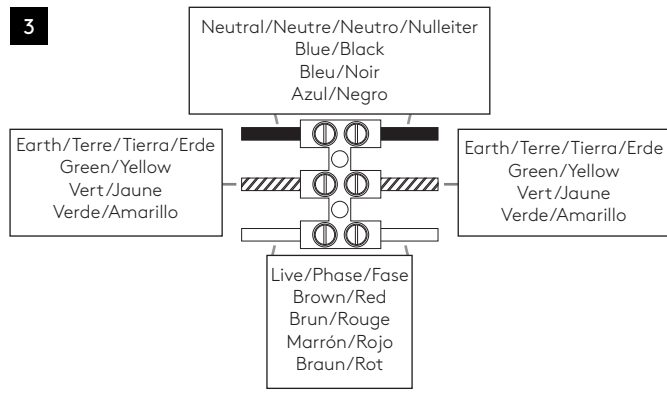 3
Neutral/Neutre/Neutro/Nulleiter
Blue/Black
Bleu/Noir
Azul/Negro
Earth/Terre/Tierra/Erde
Green/Yellow
Vert/Jaune
Verde/Amarillo
Earth/Terre/Tierra/Erde
Green/Yellow
Vert/Jaune
Verde/Amarillo
Live/Phase/Fase
Brown/Red
Brun/Rouge
Marrón/Rojo
Braun/Rot